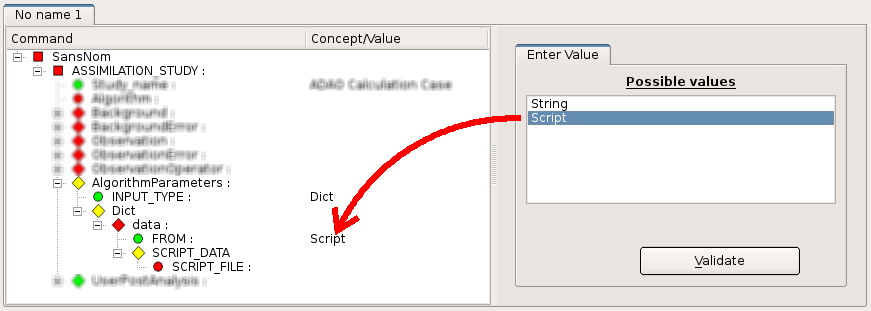 No name 1
Command Concept/Value
SansNom
ASSIMILATION_STUDY :
Study_name : ADAO Calculation Case
Algorithm :
Background :
BackgroundError :
Observation :
ObservationError :
ObservationOperator :
AlgorithmParameters :
INPUT_TYPE : Dict
Dict
data :
FROM : Script
SCRIPT_DATA
SCRIPT_FILE :
UserPostAnalysis :
Enter Value
Possible values
String
Script
Validate